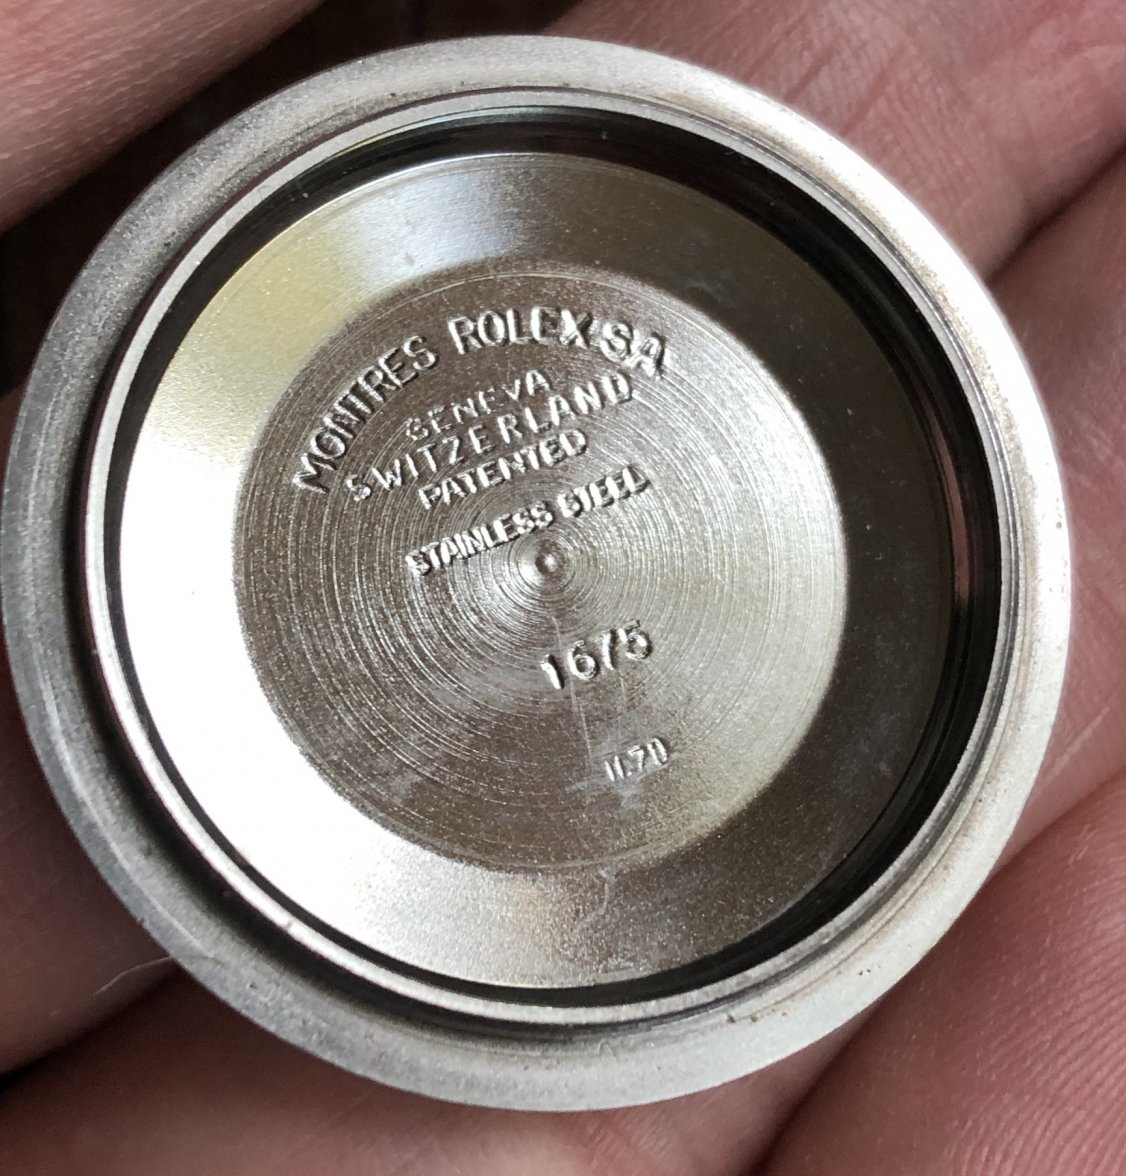 MONTRES ROLEX SA
GENEVA
SWITZERLAND
PATENTED
STAINLESS STEEL
1675
II.70